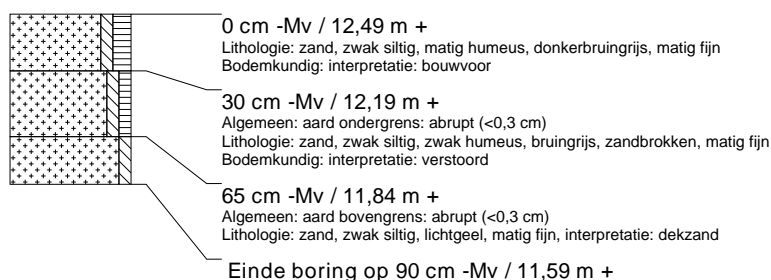 0 cm -Mv / 12,49 m +
Lithologie: zand, zwak siltig, matig humeus, donkerbruingrijs, matig fijn
Bodemkundig: interpretatie: bouwvoor
30 cm -Mv / 12,19 m +
Algemeen: aard ondergrens: abrupt (<0,3 cm)
Lithologie: zand, zwak siltig, zwak humeus, bruingrijs, zandbrokken, matig fijn
Bodemkundig: interpretatie: verstoord
65 cm -Mv / 11,84 m +
Algemeen: aard bovengrens: abrupt (<0,3 cm)
Lithologie: zand, zwak siltig, lichtgeel, matig fijn, interpretatie: dekzand
Einde boring op 90 cm -Mv / 11,59 m +